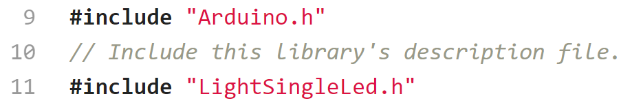 9 #include "Arduino.h"
10 // Include this library's description file.
11 #include "LightSingleLed.h"